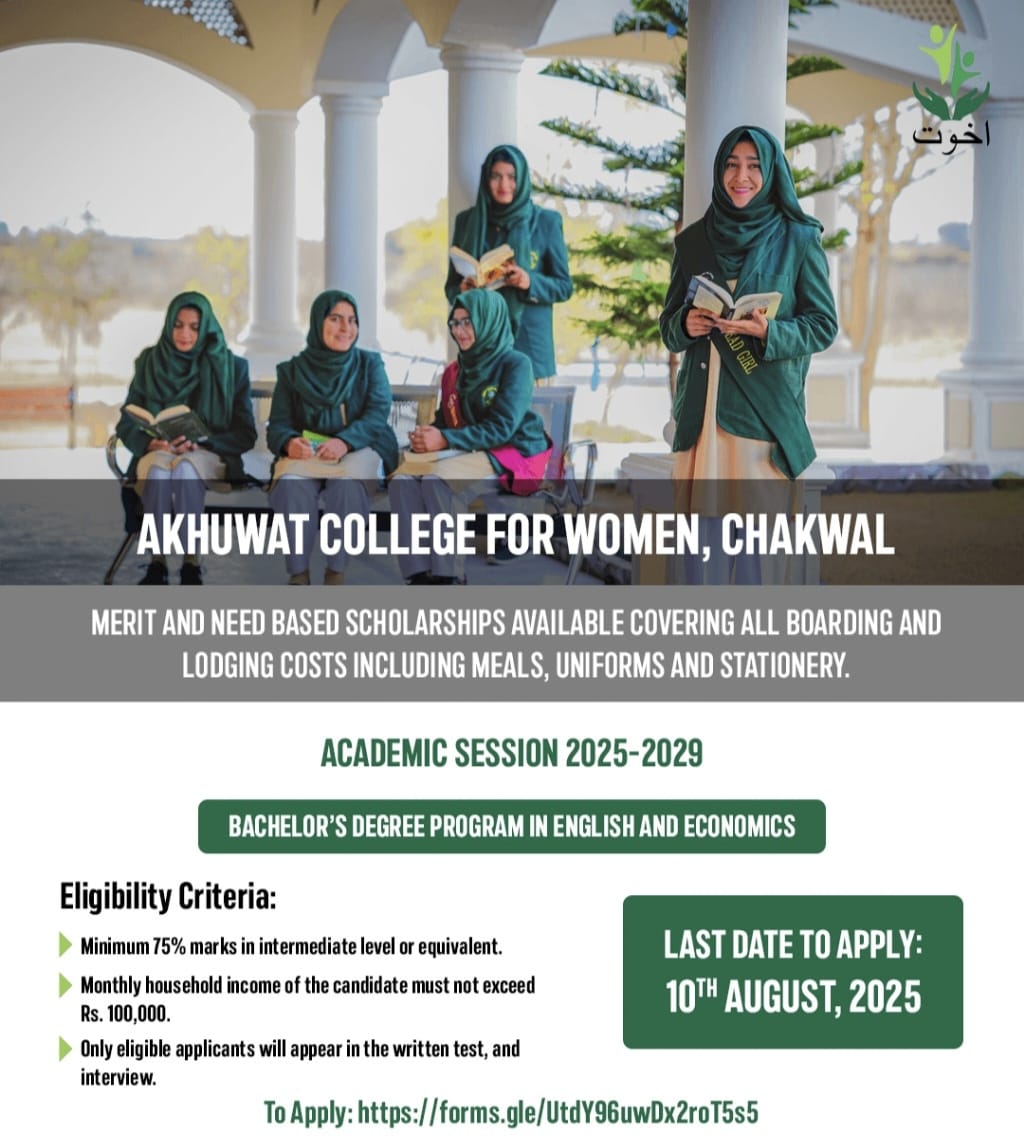 اخوت
HEAD GIRL
AKHUWAT COLLEGE FOR WOMEN, CHAKWAL
MERIT AND NEED BASED SCHOLARSHIPS AVAILABLE COVERING ALL BOARDING AND
LODGING COSTS INCLUDING MEALS, UNIFORMS AND STATIONERY.
ACADEMIC SESSION 2025-2029
BACHELOR'S DEGREE PROGRAM IN ENGLISH AND ECONOMICS
Eligibility Criteria:
Minimum 75% marks in intermediate level or equivalent.
Monthly household income of the candidate must not exceed
Rs. 100,000.
Only eligible applicants will appear in the written test, and
interview.
LAST DATE TO APPLY:
10TH AUGUST, 2025
To Apply: https://forms.gle/UtdY96uwDx2roT5s5